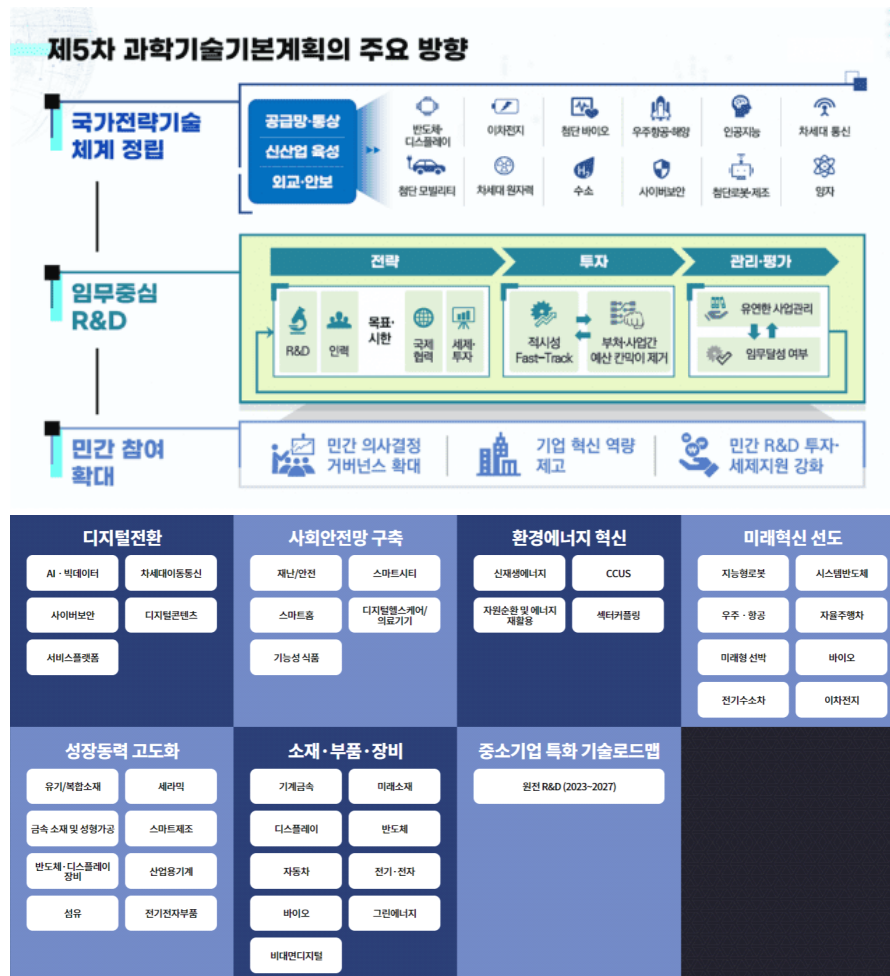 제5차 과학기술기본계획의 주요 방향
국가전략기술
체계 정립
공급망·통상
신산업 육성
외교·안보
반도체·
디스플레이
이차전지
첨단 바이오
우주항공·해양
인공지능
차세대 통신
첨단 모빌리티
차세대 원자력
수소
사이버보안
첨단로봇·제조
양자
H₂
임무중심
R&D
전략
투자
관리·평가
R&D
인력
목표·
시한
국제
협력
세제·
투자
적시성
Fast-Track
부처·사업간
예산 칸막이 제거
유연한 사업관리
임무달성 여부
민간 참여
확대
민간 의사결정
거버넌스 확대
기업 혁신 역량
제고
민간 R&D 투자·
세제지원 강화
디지털전환
AI · 빅데이터
차세대이동통신
사이버보안
디지털콘텐츠
서비스플랫폼
사회안전망 구축
재난/안전
스마트시티
스마트홈
디지털헬스케어/
의료기기
기능성 식품
환경에너지 혁신
신재생에너지
CCUS
자원순환 및 에너지
재활용
섹터커플링
미래혁신 선도
지능형로봇
시스템반도체
우주 · 항공
자율주행차
미래형 선박
바이오
전기수소차
이차전지
성장동력 고도화
유기/복합소재
세라믹
금속 소재 및 성형가공
스마트제조
반도체·디스플레이
장비
산업용기계
섬유
전기전자부품
소재·부품·장비
기계금속
미래소재
디스플레이
반도체
자동차
전기·전자
바이오
그린에너지
비대면디지털
중소기업 특화 기술로드맵
원전 R&D (2023~2027)